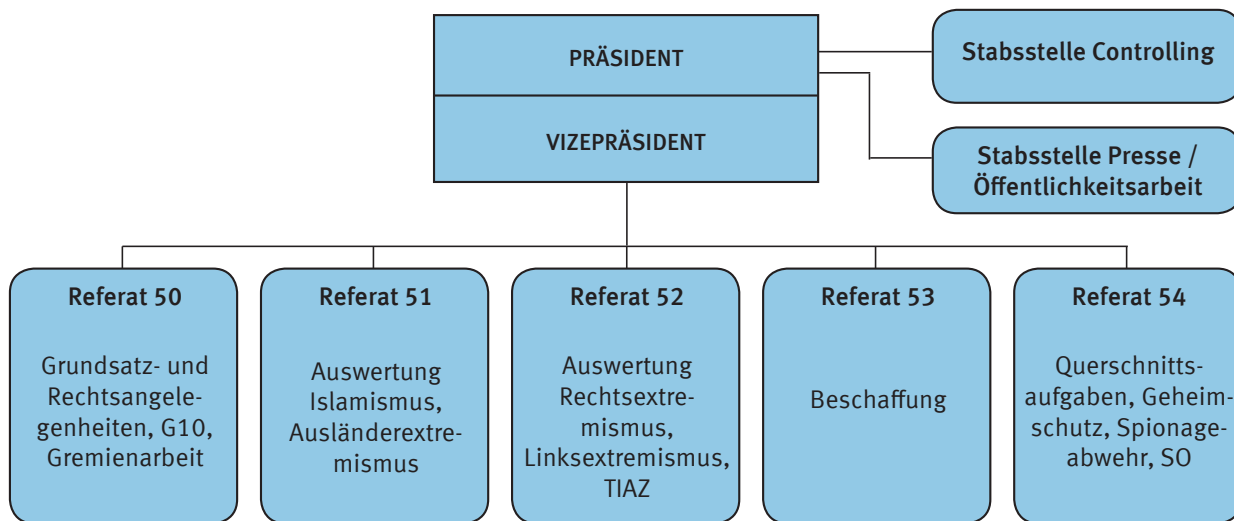 PRÄSIDENT
VIZEPRÄSIDENT
Stabsstelle Controlling
Stabsstelle Presse /
Öffentlichkeitsarbeit
Referat 50
Grundsatz- und
Rechtsangele-
genheiten, G10,
Gremienarbeit
Referat 51
Auswertung
Islamismus,
Ausländerextre-
mismus
Referat 52
Auswertung
Rechtsextre-
mismus,
Linksextremismus,
TIAZ
Referat 53
Beschaffung
Referat 54
Querschnitts-
aufgaben, Geheim-
schutz, Spionage-
abwehr, SO